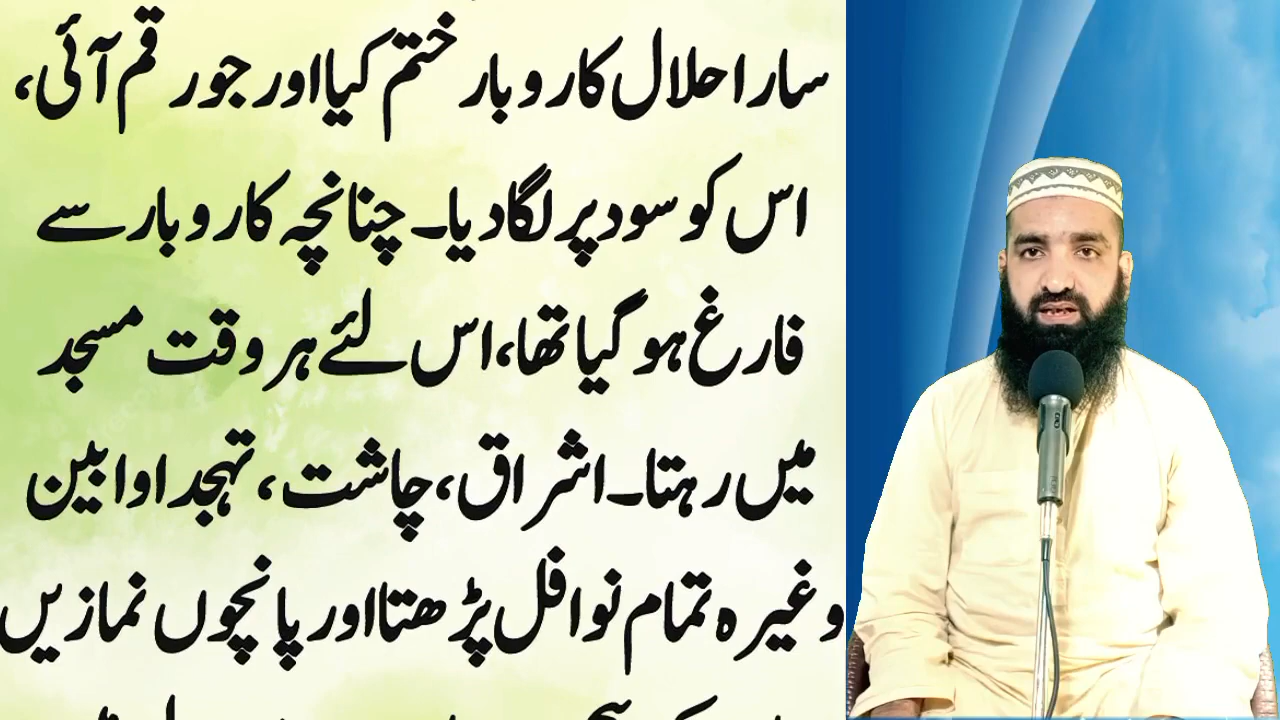 سارا حلال کاروبار ختم کیا اور جو رقم آئی،
اس کو سود پر لگا دیا۔ چنانچہ کاروبار سے
فارغ ہو گیا تھا، اس لئے ہر وقت مسجد
میں رہتا۔ اشراق، چاشت، تہجد اوابین
وغیرہ تمام نوافل پڑھتا اور پانچوں نمازیں